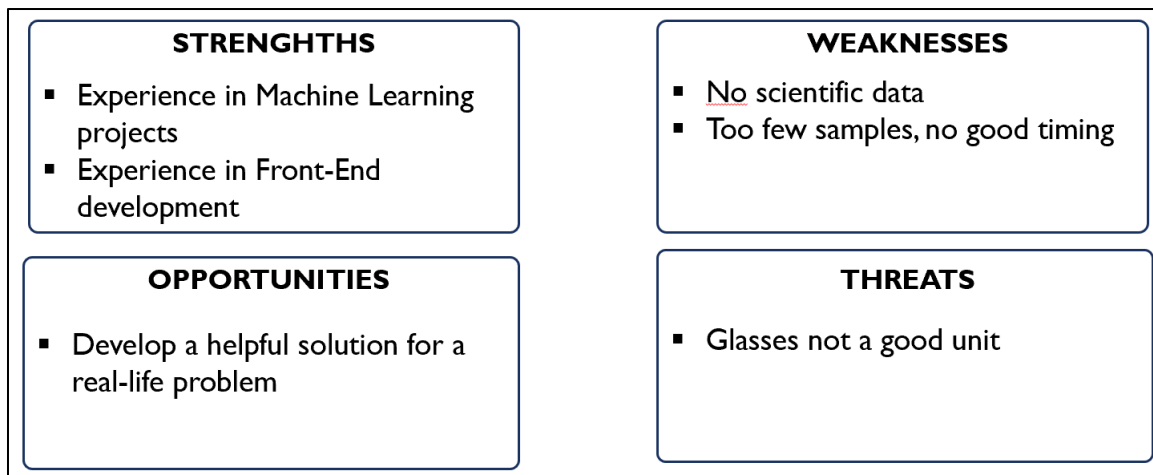 STRENGHTHS
▪ Experience in Machine Learning
projects
▪ Experience in Front-End
development
WEAKNESSES
▪ No scientific data
▪ Too few samples, no good timing
OPPORTUNITIES
▪ Develop a helpful solution for a
real-life problem
THREATS
▪ Glasses not a good unit